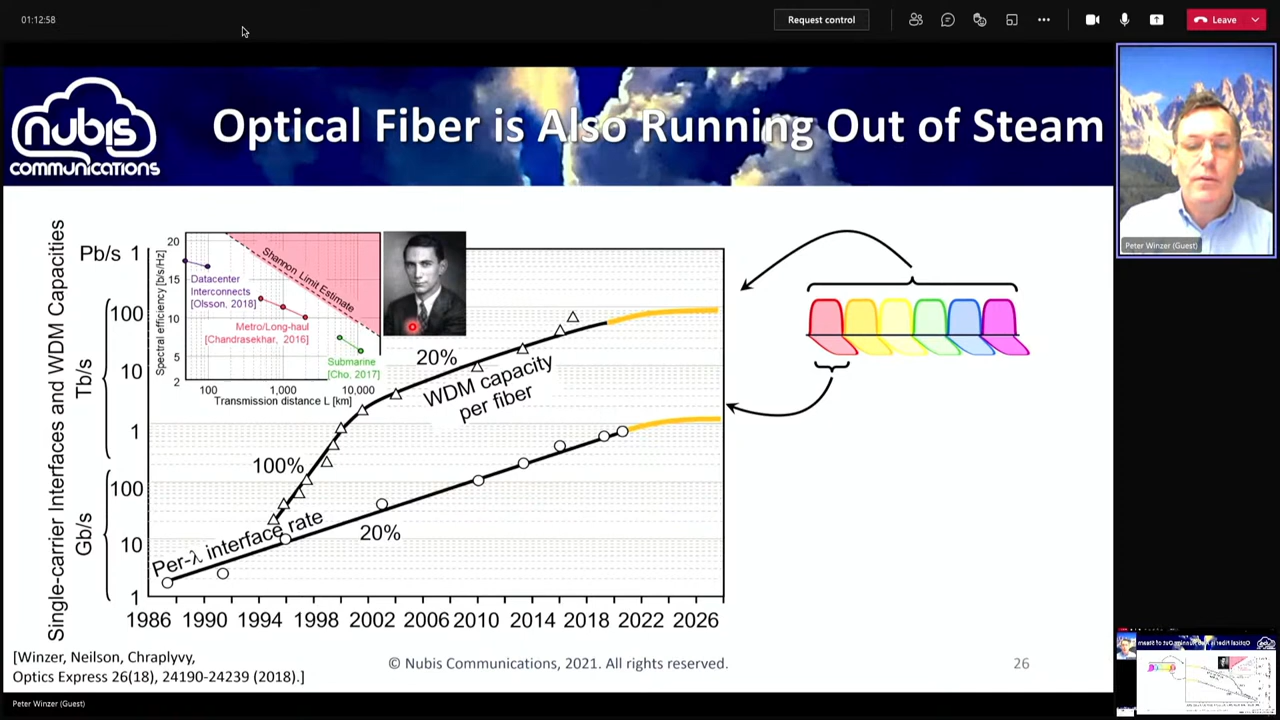 01:12:58
Request control
Leave
nubis
communications
Optical Fiber is Also Running Out of Steam
Peter Winzer (Guest)
Single-carrier Interfaces and WDM Capacities
Pb/s
Tb/s
Gb/s
1
100
10
1
100
10
1
Spectral efficiency [b/s/Hz]
20
15
10
5
2
Shannon Limit Estimate
Datacenter
Interconnects
[Olsson, 2018]
Metro/Long-haul
[Chandrasekhar, 2016]
Submarine
[Cho, 2017]
100 1,000 10,000
Transmission distance L [km]
20%
WDM capacity
per fiber
100%
Per-λ interface rate
20%
1986 1990 1994 1998 2002 2006 2010 2014 2018 2022 2026
[Winzer, Neilson, Chraplyvy,
Optics Express 26(18), 24190-24239 (2018).]
© Nubis Communications, 2021. All rights reserved.
26
Peter Winzer (Guest)